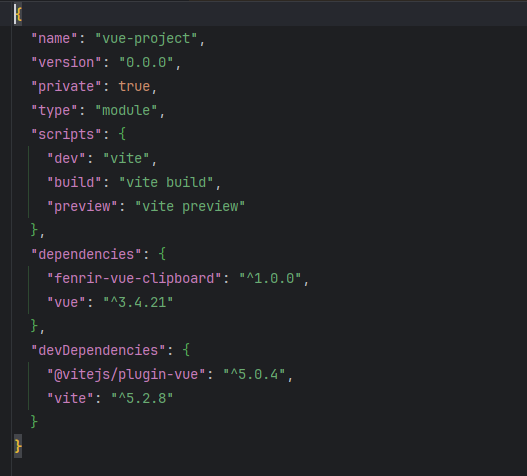 {
  "name": "vue-project",
  "version": "0.0.0",
  "private": true,
  "type": "module",
  "scripts": {
    "dev": "vite",
    "build": "vite build",
    "preview": "vite preview"
  },
  "dependencies": {
    "fenrir-vue-clipboard": "^1.0.0",
    "vue": "^3.4.21"
  },
  "devDependencies": {
    "@vitejs/plugin-vue": "^5.0.4",
    "vite": "^5.2.8"
  }
}